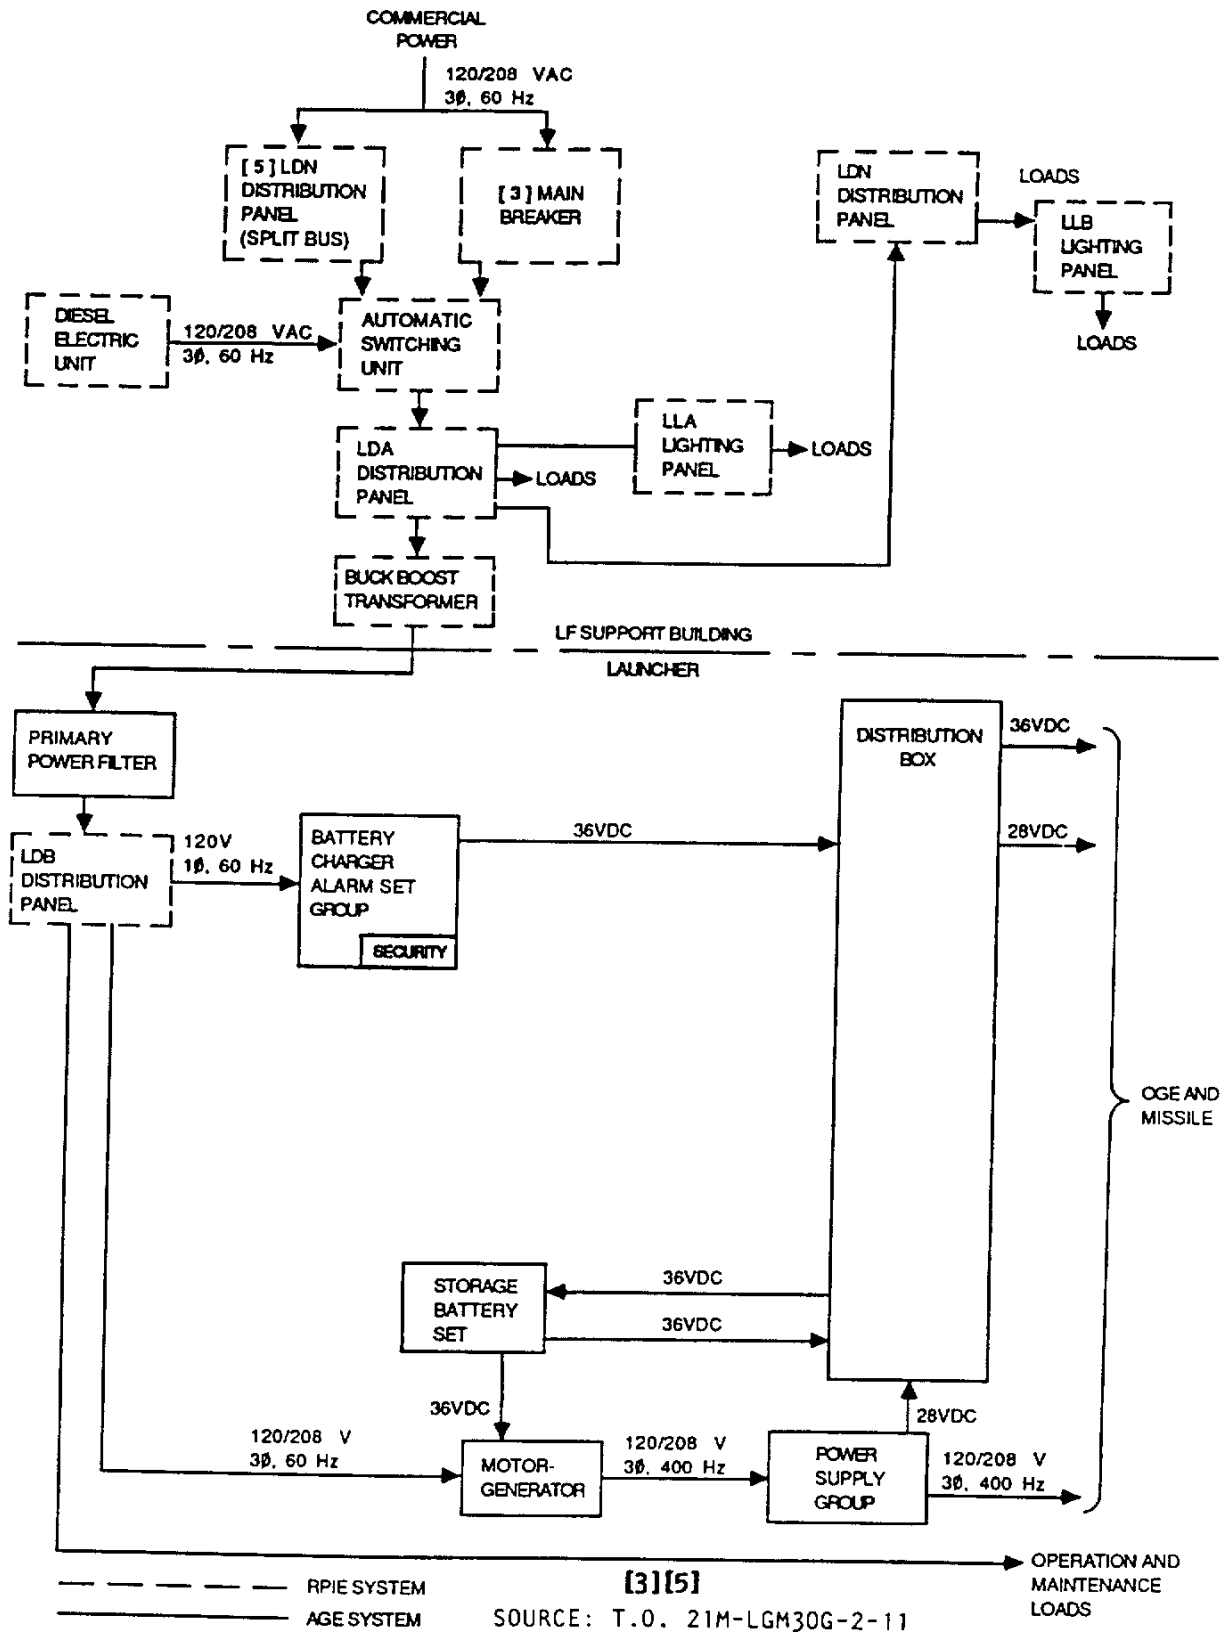 COMMERCIAL
POWER
120/208 VAC
3Ø, 60 Hz
[5] LDN
DISTRIBUTION
PANEL
(SPLIT BUS)
[3] MAIN
BREAKER
LDN
DISTRIBUTION
PANEL
LOADS
LLB
LIGHTING
PANEL
LOADS
DIESEL
ELECTRIC
UNIT
120/208 VAC
3Ø, 60 Hz
AUTOMATIC
SWITCHING
UNIT
LDA
DISTRIBUTION
PANEL
LOADS
LLA
LIGHTING
PANEL
LOADS
BUCK BOOST
TRANSFORMER
LF SUPPORT BUILDING
LAUNCHER
PRIMARY
POWER FILTER
LDB
DISTRIBUTION
PANEL
120V
1Ø, 60 Hz
BATTERY
CHARGER
ALARM SET
GROUP
SECURITY
36VDC
DISTRIBUTION
BOX
36VDC
28VDC
OGE AND
MISSILE
STORAGE
BATTERY
SET
36VDC
36VDC
36VDC
28VDC
120/208 V
3Ø, 60 Hz
MOTOR-
GENERATOR
120/208 V
3Ø, 400 Hz
POWER
SUPPLY
GROUP
120/208 V
3Ø, 400 Hz
OPERATION AND
MAINTENANCE
LOADS
RPIE SYSTEM
AGE SYSTEM
[3][5]
SOURCE: T.O. 21M-LGM30G-2-11